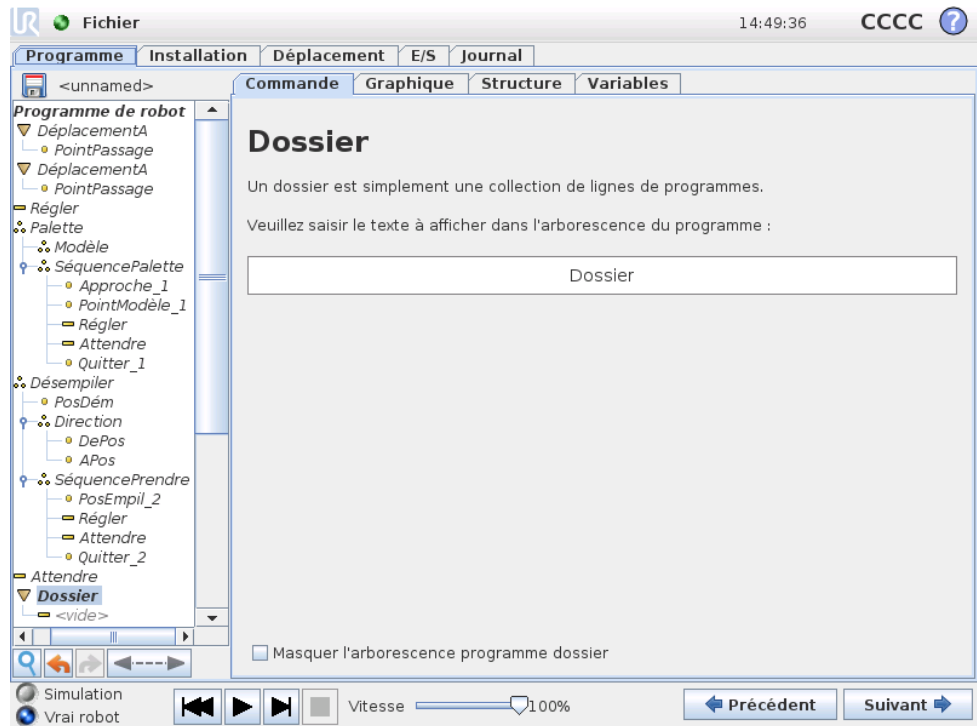 UR Fichier 14:49:36 CCCC ?
Programme Installation Déplacement E/S Journal
<unnamed>
Programme de robot
DéplacementA
PointPassage
DéplacementA
PointPassage
Régler
Palette
Modèle
SéquencePalette
Approche_1
PointModèle_1
Régler
Attendre
Quitter_1
Désempiler
PosDém
Direction
DePos
APos
SéquencePrendre
PosEmpil_2
Régler
Attendre
Quitter_2
Attendre
Dossier
<vide>
Commande Graphique Structure Variables
Dossier
Un dossier est simplement une collection de lignes de programmes.
Veuillez saisir le texte à afficher dans l'arborescence du programme :
Dossier
Masquer l'arborescence programme dossier
Simulation
Vrai robot
Vitesse 100%
Précédent Suivant